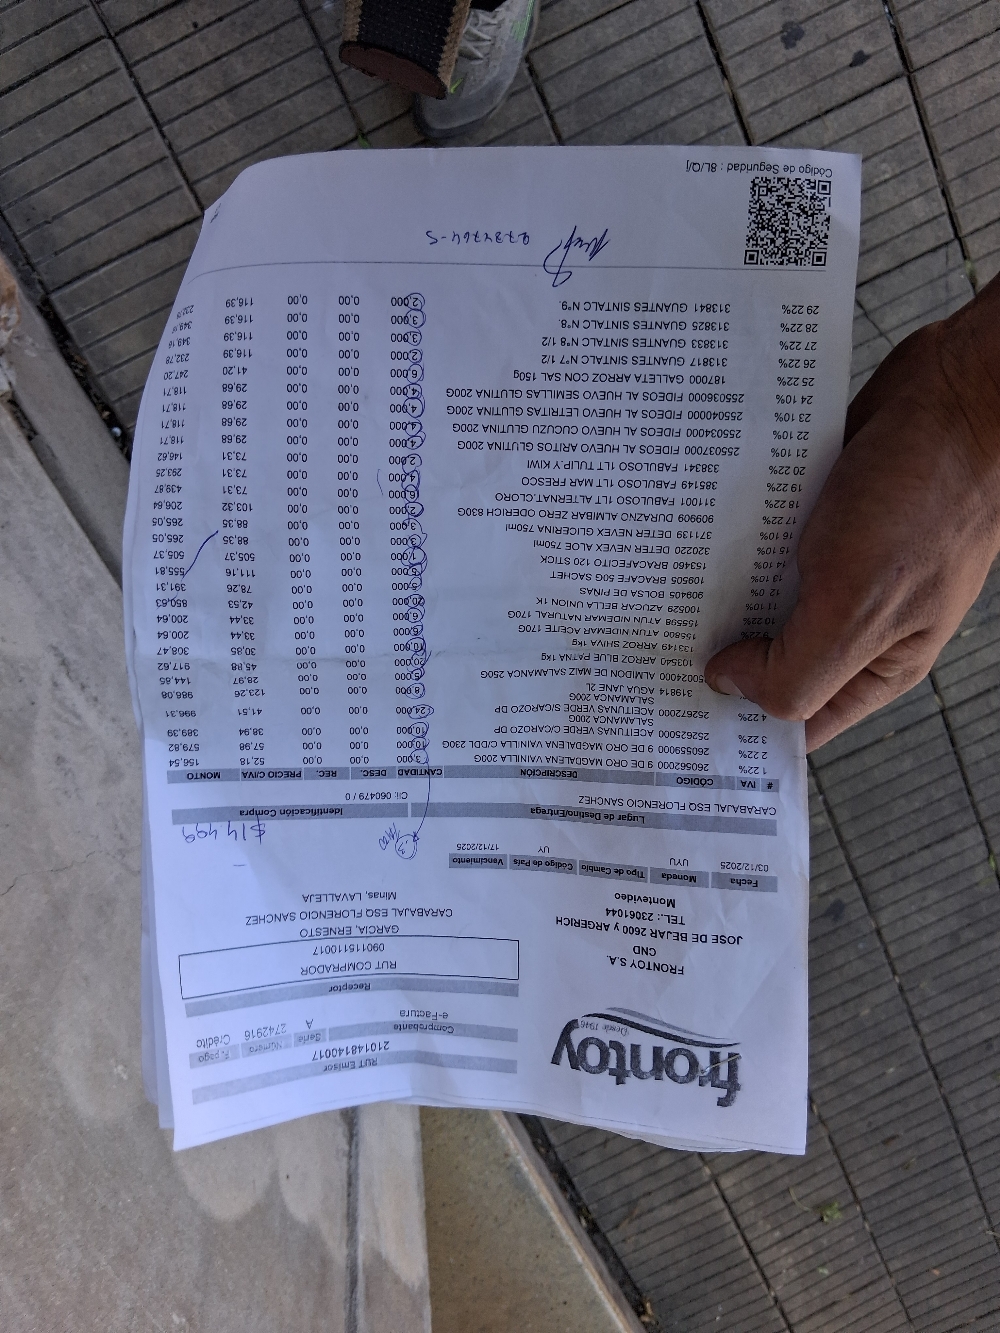 frontoy
Desde 1946
FRONTOY S.A.
CND
JOSE DE BEJAR 2600 y ARGERICH
TEL.: 23061044
Montevideo
RUT Emisor
210148140017
Comprobante Serie Número F. pago
e-Factura A 2742916 Crédito
Receptor
RUT COMPRADOR
090115110017
GARCIA, ERNESTO
CARABAJAL ESQ FLORENCIO SANCHEZ
Minas, LAVALLEJA
Fecha Moneda Tipo de Cambio Código de País Vencimiento
03/12/2025 UYU UY 17/12/2025
$14499
Lugar de Destino/Entrega Identificación Compra
CARABAJAL ESQ FLORENCIO SANCHEZ Cli: 060479 / 0
# IVA CÓDIGO DESCRIPCIÓN CANTIDAD DESC. REC. PRECIO C/IVA MONTO
1 22% 260562000 9 DE ORO MAGDALENA VAINILLA 200G 3,000 0,00 0,00 52,18 156,54
2 22% 260559000 9 DE ORO MAGDALENA VAINILLA C/DDL 230G 10,000 0,00 0,00 57,98 579,82
3 22% 252625000 ACEITUNAS VERDE C/CAROZO DP SALAMANCA 200G 10,000 0,00 0,00 38,94 389,39
4 22% 252672000 ACEITUNAS VERDE S/CAROZO DP SALAMANCA 200G 24,000 0,00 0,00 41,51 996,31
319814 AGUA JANE 2L 8,000 0,00 0,00 123,26 986,08
500240000 ALMIDON DE MAIZ SALAMANCA 250G 5,000 0,00 0,00 28,97 144,85
103540 ARROZ BLUE PATNA 1kg 20,000 0,00 0,00 45,88 917,62
133149 ARROZ SHIVA 1kg 10,000 0,00 0,00 30,85 308,47
9 22% 155600 ATUN NIDEMAR ACEITE 170G 6,000 0,00 0,00 33,44 200,64
10 22% 155598 ATUN NIDEMAR NATURAL 170G 6,000 0,00 0,00 33,44 200,64
11 10% 100529 AZUCAR BELLA UNION 1K 20,000 0,00 0,00 42,53 850,63
12 0% 909405 BOLSA DE PIÑAS 5,000 0,00 0,00 78,26 391,31
13 10% 109505 BRACAFE 50G SACHET 5,000 0,00 0,00 111,16 555,81
14 10% 153460 BRACAFECITO 120 STICK 1,000 0,00 0,00 505,37 505,37
15 10% 320220 DETER NEVEX ALOE 750ml 3,000 0,00 0,00 88,35 265,05
16 10% 371139 DETER NEVEX GLICERINA 750ml 3,000 0,00 0,00 88,35 265,05
17 22% 909909 DURAZNO ALMIBAR ZERO ODERICH 830G 2,000 0,00 0,00 103,32 206,64
18 22% 311001 FABULOSO 1LT ALTERNAT.CLORO 6,000 0,00 0,00 73,31 439,87
19 22% 385149 FABULOSO 1LT MAR FRESCO 4,000 0,00 0,00 73,31 293,25
20 22% 398341 FABULOSO 1LT TULIP.Y KIWI 2,000 0,00 0,00 73,31 146,62
21 10% 255037000 FIDEOS AL HUEVO ARITOS GLUTINA 200G 4,000 0,00 0,00 29,68 118,71
22 10% 255034000 FIDEOS AL HUEVO CUCUZU GLUTINA 200G 4,000 0,00 0,00 29,68 118,71
23 10% 255040000 FIDEOS AL HUEVO LETRITAS GLUTINA 200G 4,000 0,00 0,00 29,68 118,71
24 10% 255036000 FIDEOS AL HUEVO SEMILLAS GLUTINA 200G 4,000 0,00 0,00 29,68 118,71
25 22% 187000 GALLETA ARROZ CON SAL 150g 6,000 0,00 0,00 41,20 247,20
26 22% 313817 GUANTES SINTALC N°7 1/2 2,000 0,00 0,00 116,39 232,78
27 22% 313833 GUANTES SINTALC N°8 1/2 3,000 0,00 0,00 116,39 349,16
28 22% 313825 GUANTES SINTALC N°8. 3,000 0,00 0,00 116,39 349,16
29 22% 313841 GUANTES SINTALC N°9. 2,000 0,00 0,00 116,39 232,78
2734764-5
Código de Seguridad : 8L/Q/j